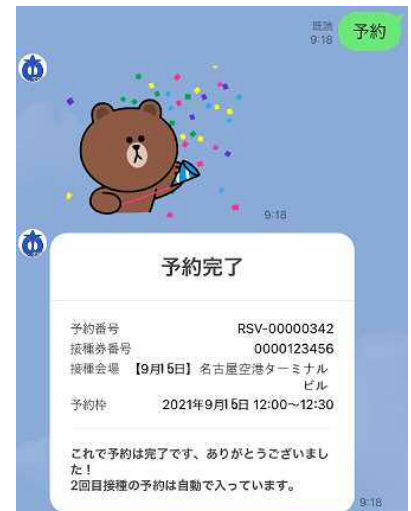 既読
9:18
予約
9:18
予約完了
予約番号 RSV-00000342
接種券番号 0000123456
接種会場 【9月15日】名古屋空港ターミナル
ビル
予約枠 2021年9月15日 12:00～12:30
これで予約は完了です、ありがとうございまし
た！
2回目接種の予約は自動で入っています。
9:18